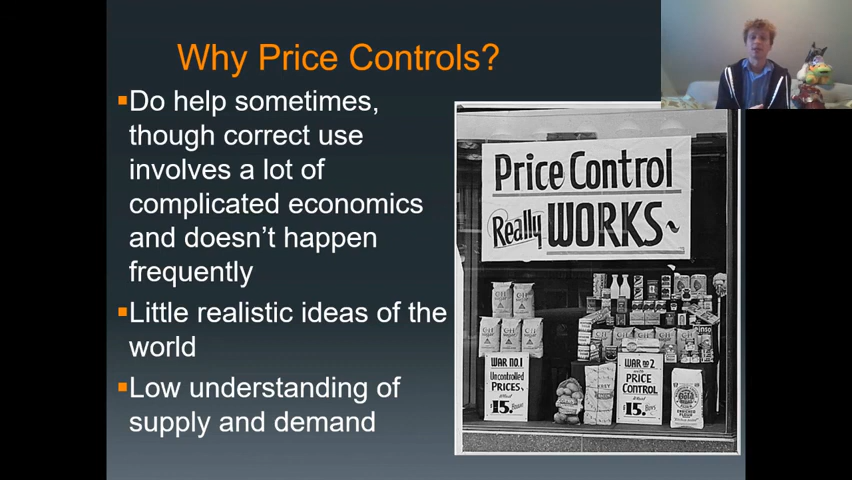 Why Price Controls?
Do help sometimes,
though correct use
involves a lot of
complicated economics
and doesn't happen
frequently
Little realistic ideas of the
world
Low understanding of
supply and demand
Price Control
Really WORKS~
WAR NO.1
Uncontrolled
PRICES
$15.
WAR no 2
PRICE
CONTROL
$15.